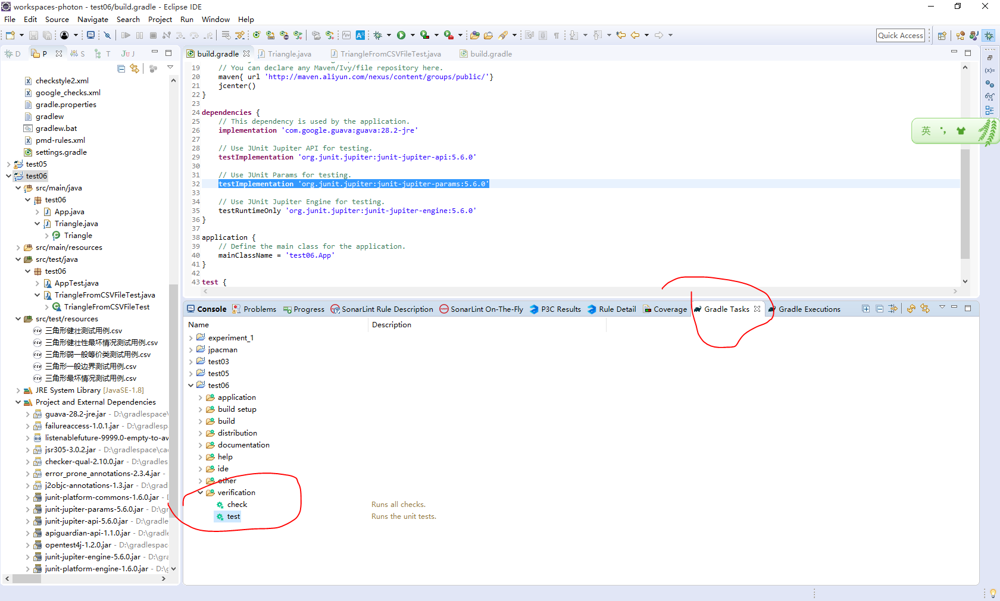 workspaces-photon - test06/build.gradle - Eclipse IDE
File Edit Source Navigate Search Project Run Window Help
Quick Access
D P S T Ju J
build.gradle Triangle.java TriangleFromCSVFileTest.java build.gradle
checkstyle2.xml
google_checks.xml
gradle.properties
gradlew
gradlew.bat
pmd-rules.xml
settings.gradle
test05
test06
src/main/java
test06
App.java
Triangle.java
Triangle
src/main/resources
src/test/java
test06
AppTest.java
TriangleFromCSVFileTest.java
TriangleFromCSVFileTest
src/test/resources
三角形健壮测试用例.csv
三角形健壮性最坏情况测试用例.csv
三角形弱一般等价类测试用例.csv
三角形一般边界测试用例.csv
三角形最坏情况测试用例.csv
JRE System Library [JavaSE-1.8]
Project and External Dependencies
guava-28.2-jre.jar - D:\gradlespace\
failureaccess-1.0.1.jar - D:\gradlesp
listenablefuture-9999.0-empty-to-av
jsr305-3.0.2.jar - D:\gradlespace\ca
checker-qual-2.10.0.jar - D:\gradles
error_prone_annotations-2.3.4.jar -
j2objc-annotations-1.3.jar - D:\grad
junit-platform-commons-1.6.0.jar - D
junit-jupiter-params-5.6.0.jar - D:\gr
junit-jupiter-api-5.6.0.jar - D:\gradle
apiguardian-api-1.1.0.jar - D:\gradle
opentest4j-1.2.0.jar - D:\gradlespac
junit-jupiter-engine-5.6.0.jar - D:\gra
junit-platform-engine-1.6.0.jar - D:\g
19 // You can declare any Maven/Ivy/file repository here.
20 maven{ url 'http://maven.aliyun.com/nexus/content/groups/public/'}
21 jcenter()
22 }
23
24 dependencies {
25 // This dependency is used by the application.
26 implementation 'com.google.guava:guava:28.2-jre'
27
28 // Use JUnit Jupiter API for testing.
29 testImplementation 'org.junit.jupiter:junit-jupiter-api:5.6.0'
30
31 // Use JUnit Params for testing.
32 testImplementation 'org.junit.jupiter:junit-jupiter-params:5.6.0'
33
34 // Use JUnit Jupiter Engine for testing.
35 testRuntimeOnly 'org.junit.jupiter:junit-jupiter-engine:5.6.0'
36 }
37
38 application {
39 // Define the main class for the application.
40 mainClassName = 'test06.App'
41 }
42
43 test {
英
Console Problems Progress SonarLint Rule Description SonarLint On-The-Fly P3C Results Rule Detail Coverage Gradle Tasks Gradle Executions
Name Description
experiment_1
jpacman
test03
test05
test06
application
build setup
build
distribution
documentation
help
ide
other
verification
check Runs all checks.
test Runs the unit tests.